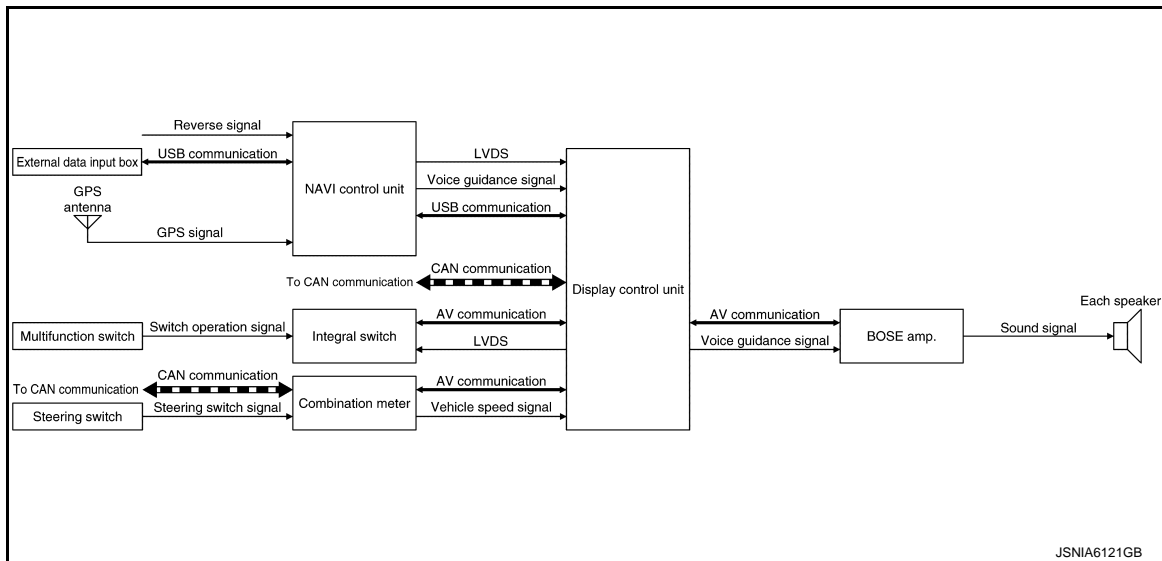 Reverse signal
External data input box
USB communication
GPS
antenna
GPS signal
NAVI control unit
LVDS
Voice guidance signal
USB communication
To CAN communication
CAN communication
Display control unit
Multifunction switch
Switch operation signal
Integral switch
AV communication
LVDS
To CAN communication
CAN communication
Steering switch
Steering switch signal
Combination meter
AV communication
Vehicle speed signal
AV communication
Voice guidance signal
BOSE amp.
Sound signal
Each speaker
JSNIA6121GB